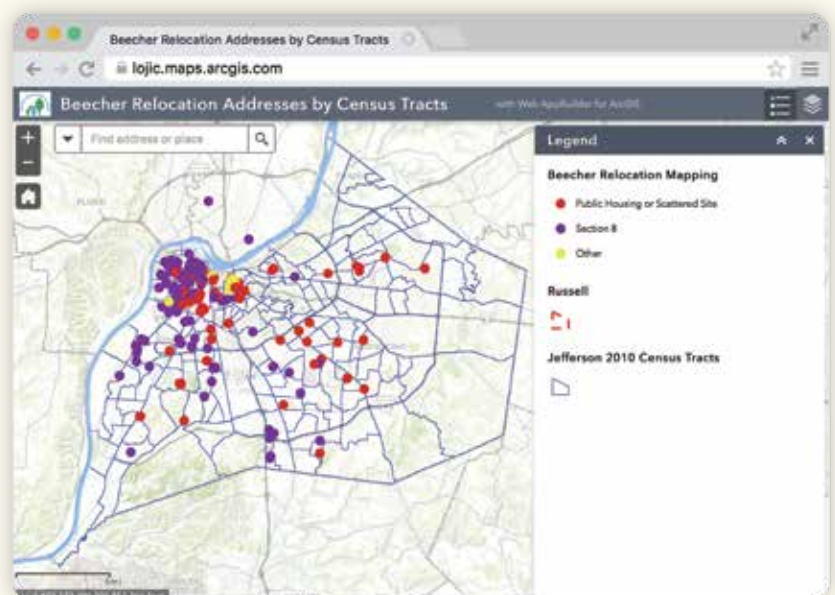 Beecher Relocation Addresses by Census Tracts
lojic.maps.arcgis.com
Beecher Relocation Addresses by Census Tracts with Web AppBuilder for ArcGIS
Find address or place
Legend
Beecher Relocation Mapping
Public Housing or Scattered Site
Section 8
Other
Russell
Jefferson 2010 Census Tracts